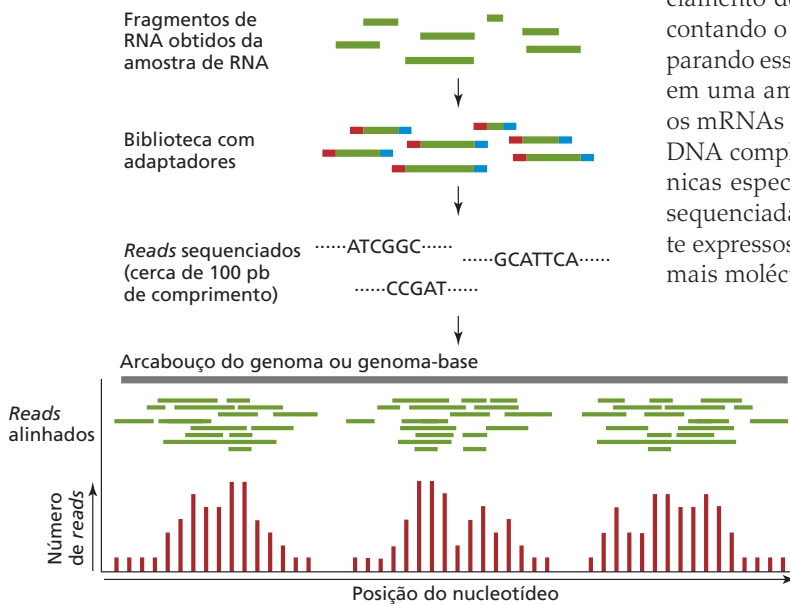 Fragmentos de
RNA obtidos da
amostra de RNA
Biblioteca com
adaptadores
Reads sequenciados
(cerca de 100 pb
de comprimento)
······ATCGGC······
······GCATTCA······
······CCGAT······
Arcabouço do genoma ou genoma-base
Reads
alinhados
Número
de reads
Posição do nucleotídeo
contando o
parando ess
em uma am
os mRNAs
DNA compl
nicas espec
sequenciada
te expressos
mais moléc